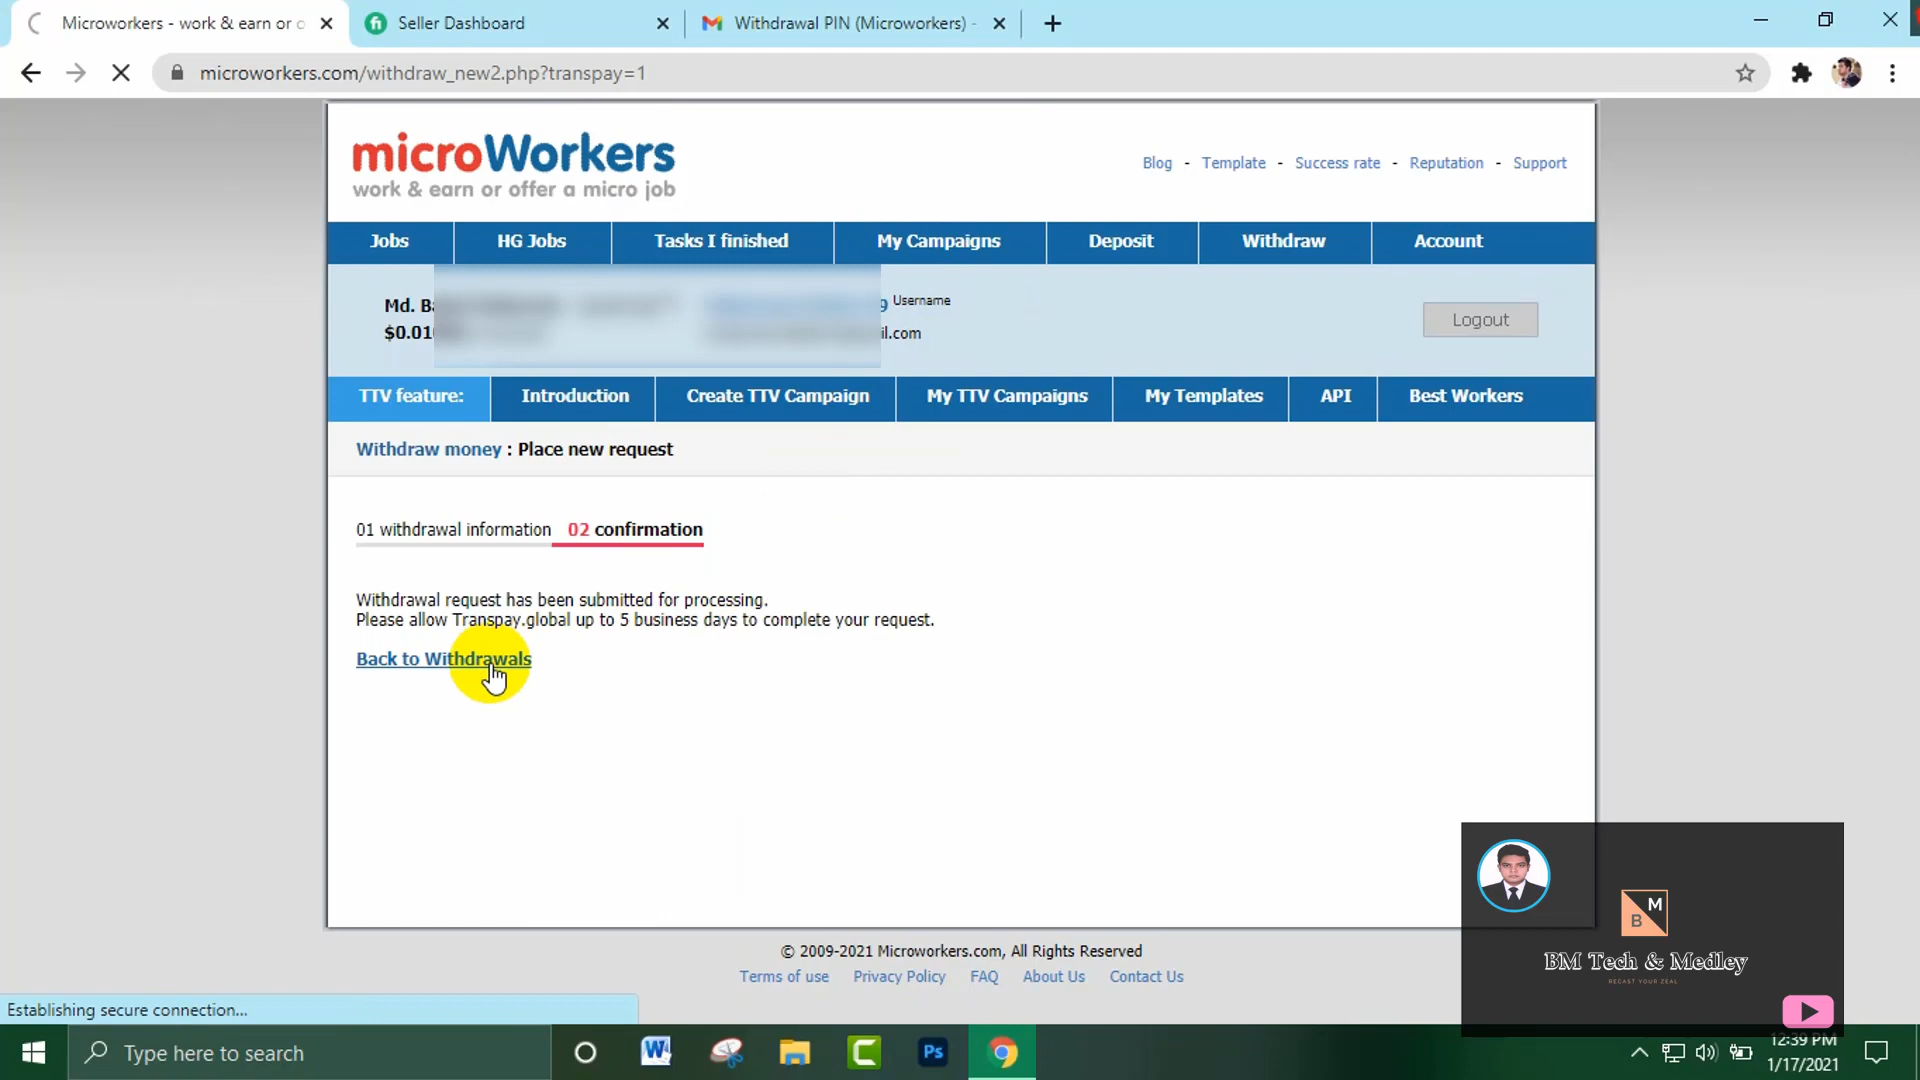 Microworkers - work & earn or o
Seller Dashboard
Withdrawal PIN (Microworkers) -
microworkers.com/withdraw_new2.php?transpay=1
microWorkers
work & earn or offer a micro job
Blog - Template - Success rate - Reputation - Support
Jobs HG Jobs Tasks I finished My Campaigns Deposit Withdraw Account
Md. Username
$0.01 il.com
Logout
TTV feature: Introduction Create TTV Campaign My TTV Campaigns My Templates API Best Workers
Withdraw money : Place new request
01 withdrawal information 02 confirmation
Withdrawal request has been submitted for processing.
Please allow Transpay.global up to 5 business days to complete your request.
Back to Withdrawals
M
B
BM Tech & Medley
RECAST YOUR ZEAL
© 2009-2021 Microworkers.com, All Rights Reserved
Terms of use Privacy Policy FAQ About Us Contact Us
Establishing secure connection...
Type here to search
W
C
Ps
12:39 PM
1/17/2021